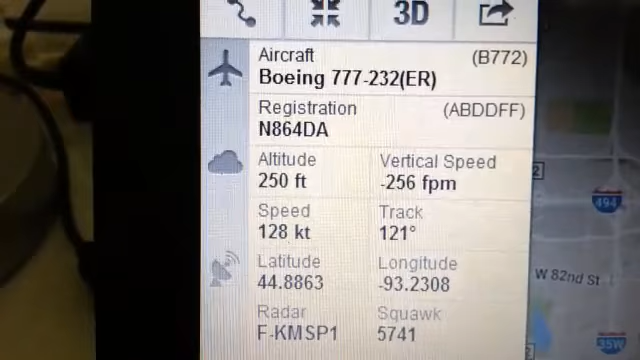 3D
Aircraft (B772)
Boeing 777-232(ER)
Registration (ABDDFF)
N864DA
Altitude Vertical Speed
250 ft -256 fpm
Speed Track
128 kt 121°
Latitude Longitude
44.8863 -93.2308
Radar Squawk
F-KMSP1 5741
2
494
W 82nd St
35W